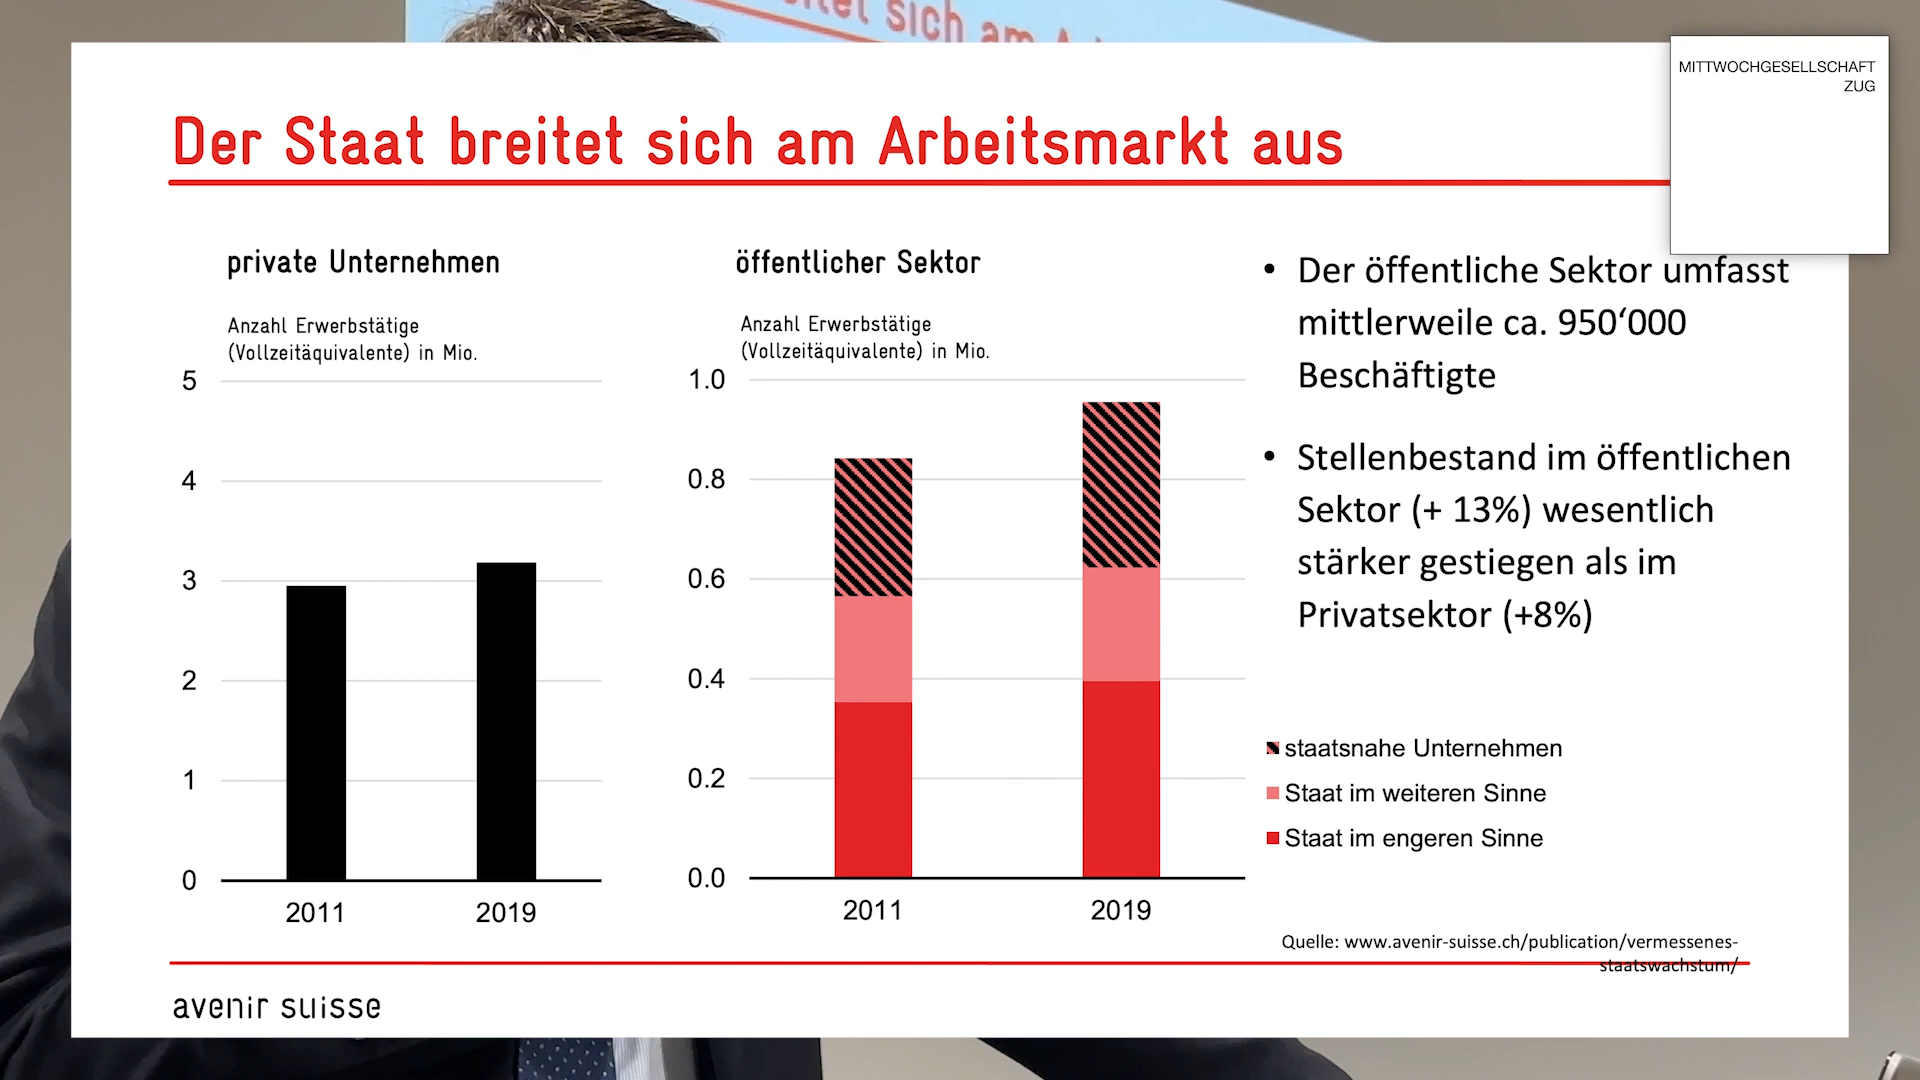 sich am
MITTWOCHGESELLSCHAFT
ZUG
Der Staat breitet sich am Arbeitsmarkt aus
private Unternehmen
Anzahl Erwerbstätige
(Vollzeitäquivalente) in Mio.
5
4
3
2
1
0
2011 2019
öffentlicher Sektor
Anzahl Erwerbstätige
(Vollzeitäquivalente) in Mio.
1.0
0.8
0.6
0.4
0.2
0.0
2011 2019
• Der öffentliche Sektor umfasst
mittlerweile ca. 950‘000
Beschäftigte
• Stellenbestand im öffentlichen
Sektor (+ 13%) wesentlich
stärker gestiegen als im
Privatsektor (+8%)
staatsnahe Unternehmen
Staat im weiteren Sinne
Staat im engeren Sinne
Quelle: www.avenir-suisse.ch/publication/vermessenes-
staatswachstum/
avenir suisse